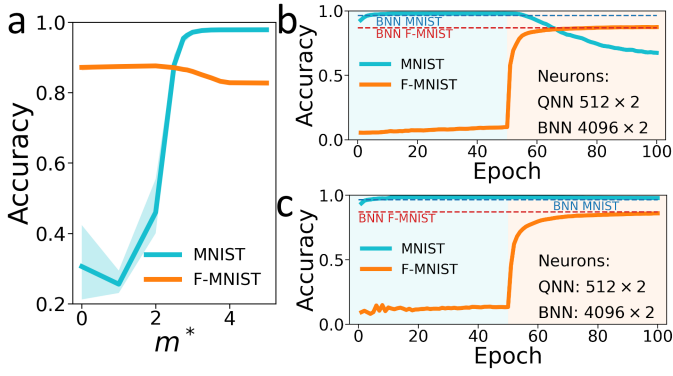 a
1.0
0.8
0.6
0.4
0.2
Accuracy
MNIST
F-MNIST
0
2
4
m*
b
1.0
0.5
0.0
Accuracy
BNN MNIST
BNN F-MNIST
MNIST
F-MNIST
Neurons:
QNN 512 × 2
BNN 4096 × 2
0 20 40 60 80 100
Epoch
c
1.0
0.5
0.0
Accuracy
BNN MNIST
BNN F-MNIST
MNIST
F-MNIST
Neurons:
QNN: 512 × 2
BNN: 4096 × 2
0 20 40 60 80 100
Epoch